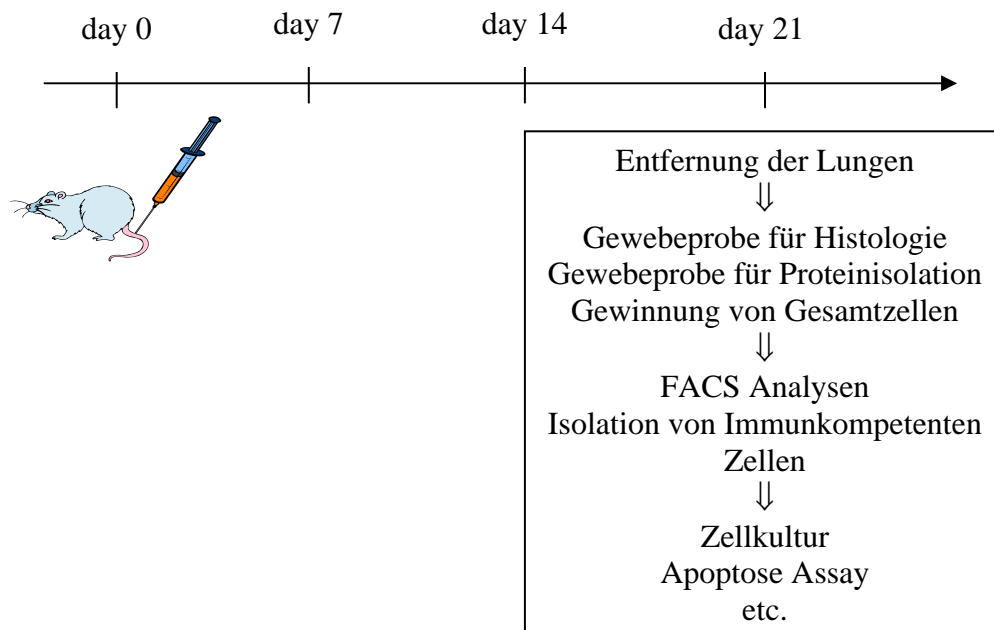 day 0 day 7 day 14 day 21
Entfernung der Lungen
⇓
Gewebeprobe für Histologie
Gewebeprobe für Proteinisolation
Gewinnung von Gesamtzellen
⇓
FACS Analysen
Isolation von Immunkompetenten
Zellen
⇓
Zellkultur
Apoptose Assay
etc.